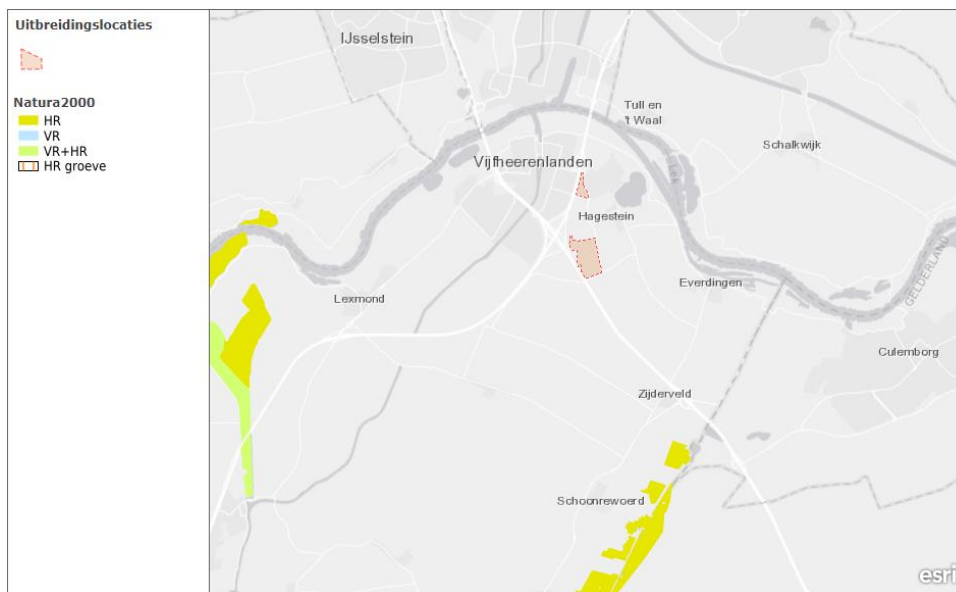 Uitbreidingslocaties
Natura2000
HR
VR
VR+HR
HR groeve
IJsselstein
Tull en
't Waal
Schalkwijk
Vijfheerenlanden
Lek
Hagestein
GELDERLAND
Everdingen
Lexmond
Culemborg
Zijderveld
Schoonrewoerd
esri